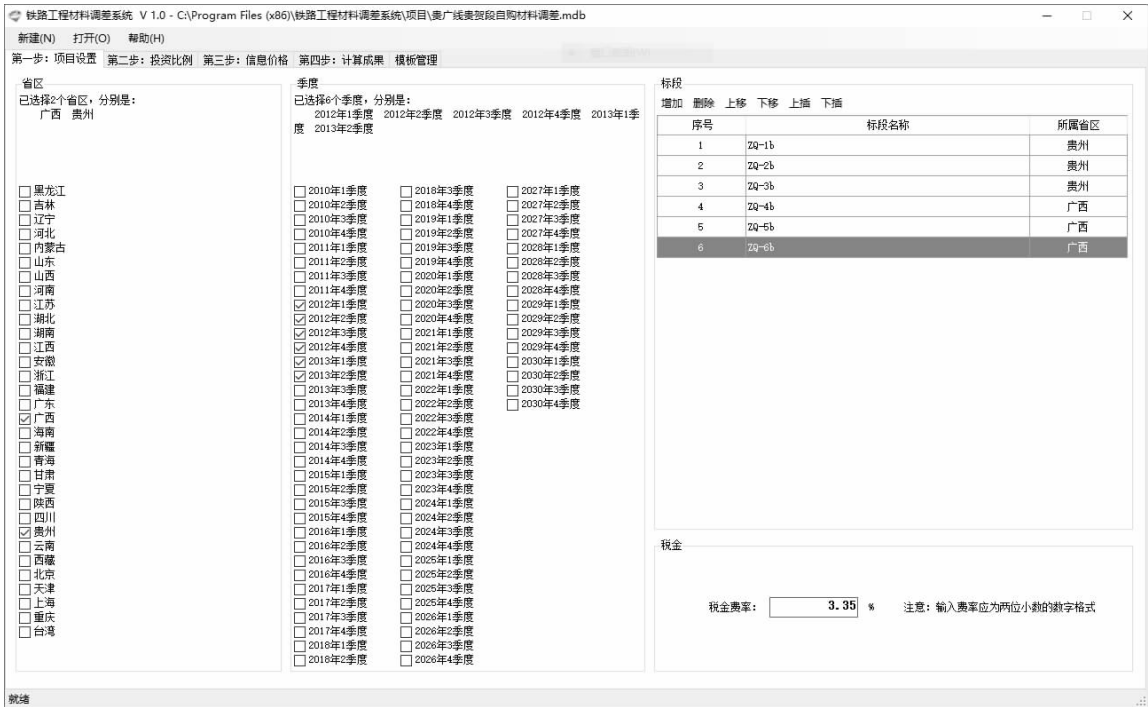 铁路工程材料调差系统 V 1.0 - C:\Program Files (x86)\铁路工程材料调差系统\项目\贵广线贵贺段自购材料调差.mdb
新建(N) 打开(O) 帮助(H)
第一步：项目设置 第二步：投资比例 第三步：信息价格 第四步：计算成果 模板管理
省区
已选择2个省区，分别是：
广西 贵州
黑龙江
吉林
辽宁
河北
内蒙古
山东
山西
河南
江苏
湖北
湖南
江西
安徽
浙江
福建
广东
广西
海南
新疆
青海
甘肃
宁夏
陕西
四川
贵州
云南
西藏
北京
天津
上海
重庆
台湾
季度
已选择6个季度，分别是：
2012年1季度 2012年2季度 2012年3季度 2012年4季度 2013年1季
度 2013年2季度
2010年1季度 2018年3季度 2027年1季度
2010年2季度 2018年4季度 2027年2季度
2010年3季度 2019年1季度 2027年3季度
2010年4季度 2019年2季度 2027年4季度
2011年1季度 2019年3季度 2028年1季度
2011年2季度 2019年4季度 2028年2季度
2011年3季度 2020年1季度 2028年3季度
2011年4季度 2020年2季度 2028年4季度
2012年1季度 2020年3季度 2029年1季度
2012年2季度 2020年4季度 2029年2季度
2012年3季度 2021年1季度 2029年3季度
2012年4季度 2021年2季度 2029年4季度
2013年1季度 2021年3季度 2030年1季度
2013年2季度 2021年4季度 2030年2季度
2013年3季度 2022年1季度 2030年3季度
2013年4季度 2022年2季度 2030年4季度
2014年1季度 2022年3季度
2014年2季度 2022年4季度
2014年3季度 2023年1季度
2014年4季度 2023年2季度
2015年1季度 2023年3季度
2015年2季度 2023年4季度
2015年3季度 2024年1季度
2015年4季度 2024年2季度
2016年1季度 2024年3季度
2016年2季度 2024年4季度
2016年3季度 2025年1季度
2016年4季度 2025年2季度
2017年1季度 2025年3季度
2017年2季度 2025年4季度
2017年3季度 2026年1季度
2017年4季度 2026年2季度
2018年1季度 2026年3季度
2018年2季度 2026年4季度
标段
增加 删除 上移 下移 上插 下插
序号 标段名称 所属省区
1 ZQ-1b 贵州
2 ZQ-2b 贵州
3 ZQ-3b 贵州
4 ZQ-4b 广西
5 ZQ-5b 广西
6 ZQ-6b 广西
税金
税金费率： 3.35 % 注意：输入费率应为两位小数的数字格式
就绪